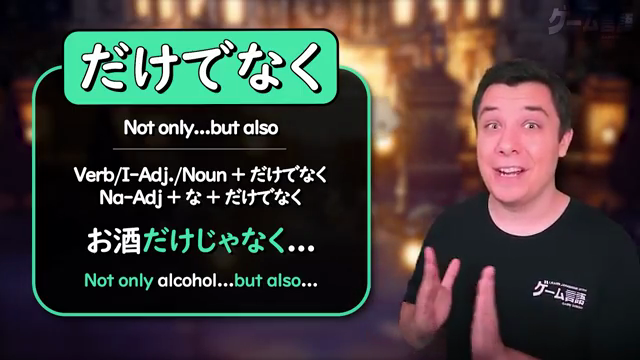 だけでなく
Not only...but also
Verb/I-Adj./Noun + だけでなく
Na-Adj + な + だけでなく
お酒だけじゃなく...
Not only alcohol...but also...
ゲーム言語
ゲーム言語